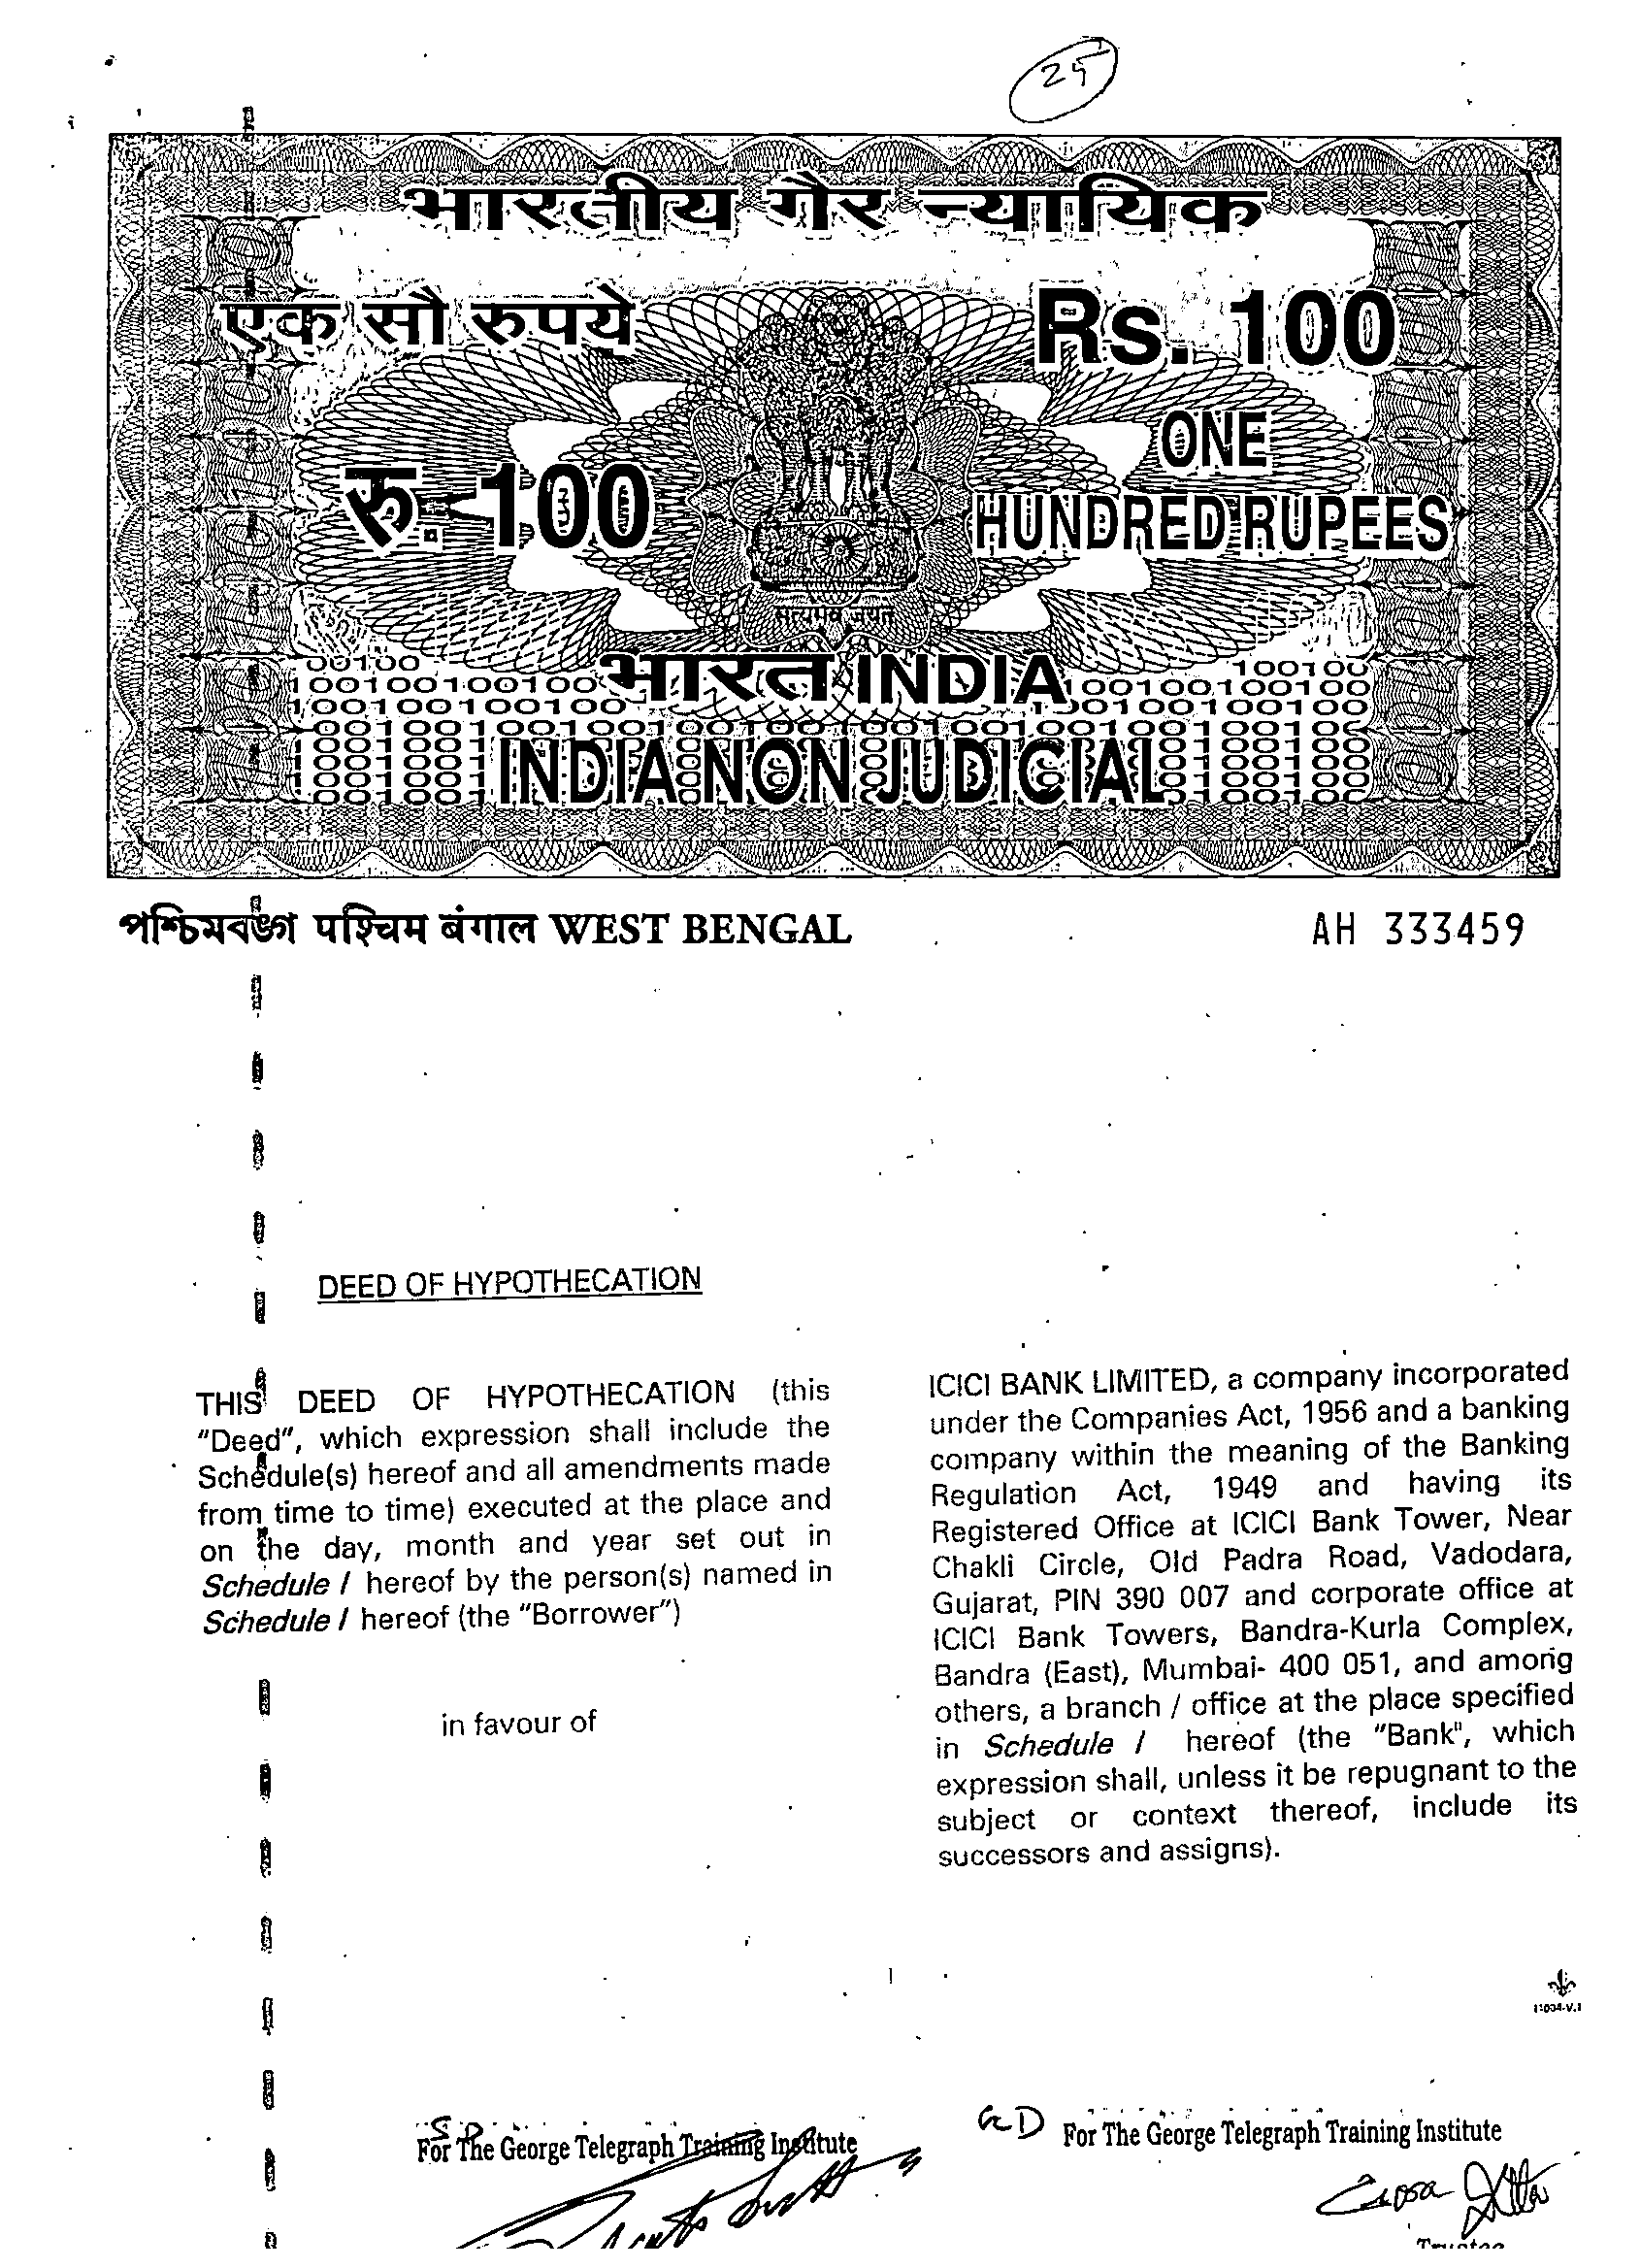 25
भारतीय गैर न्यायिक
एक सौ रुपये
Rs. 100
रु. 100
ONE
HUNDRED RUPEES
सत्यमेव जयते
भारत INDIA
INDIA NON JUDICIAL
পশ্চিমবঙ্গ पश्चिम बंगाल WEST BENGAL
AH 333459
DEED OF HYPOTHECATION
THIS DEED OF HYPOTHECATION (this
"Deed", which expression shall include the
Schedule(s) hereof and all amendments made
from time to time) executed at the place and
on the day, month and year set out in
Schedule I hereof by the person(s) named in
Schedule I hereof (the "Borrower")
in favour of
ICICI BANK LIMITED, a company incorporated
under the Companies Act, 1956 and a banking
company within the meaning of the Banking
Regulation Act, 1949 and having its
Registered Office at ICICI Bank Tower, Near
Chakli Circle, Old Padra Road, Vadodara,
Gujarat, PIN 390 007 and corporate office at
ICICI Bank Towers, Bandra-Kurla Complex,
Bandra (East), Mumbai- 400 051, and among
others, a branch / office at the place specified
in Schedule I hereof (the "Bank", which
expression shall, unless it be repugnant to the
subject or context thereof, include its
successors and assigns).
For The George Telegraph Training Institute
For The George Telegraph Training Institute
Trustee